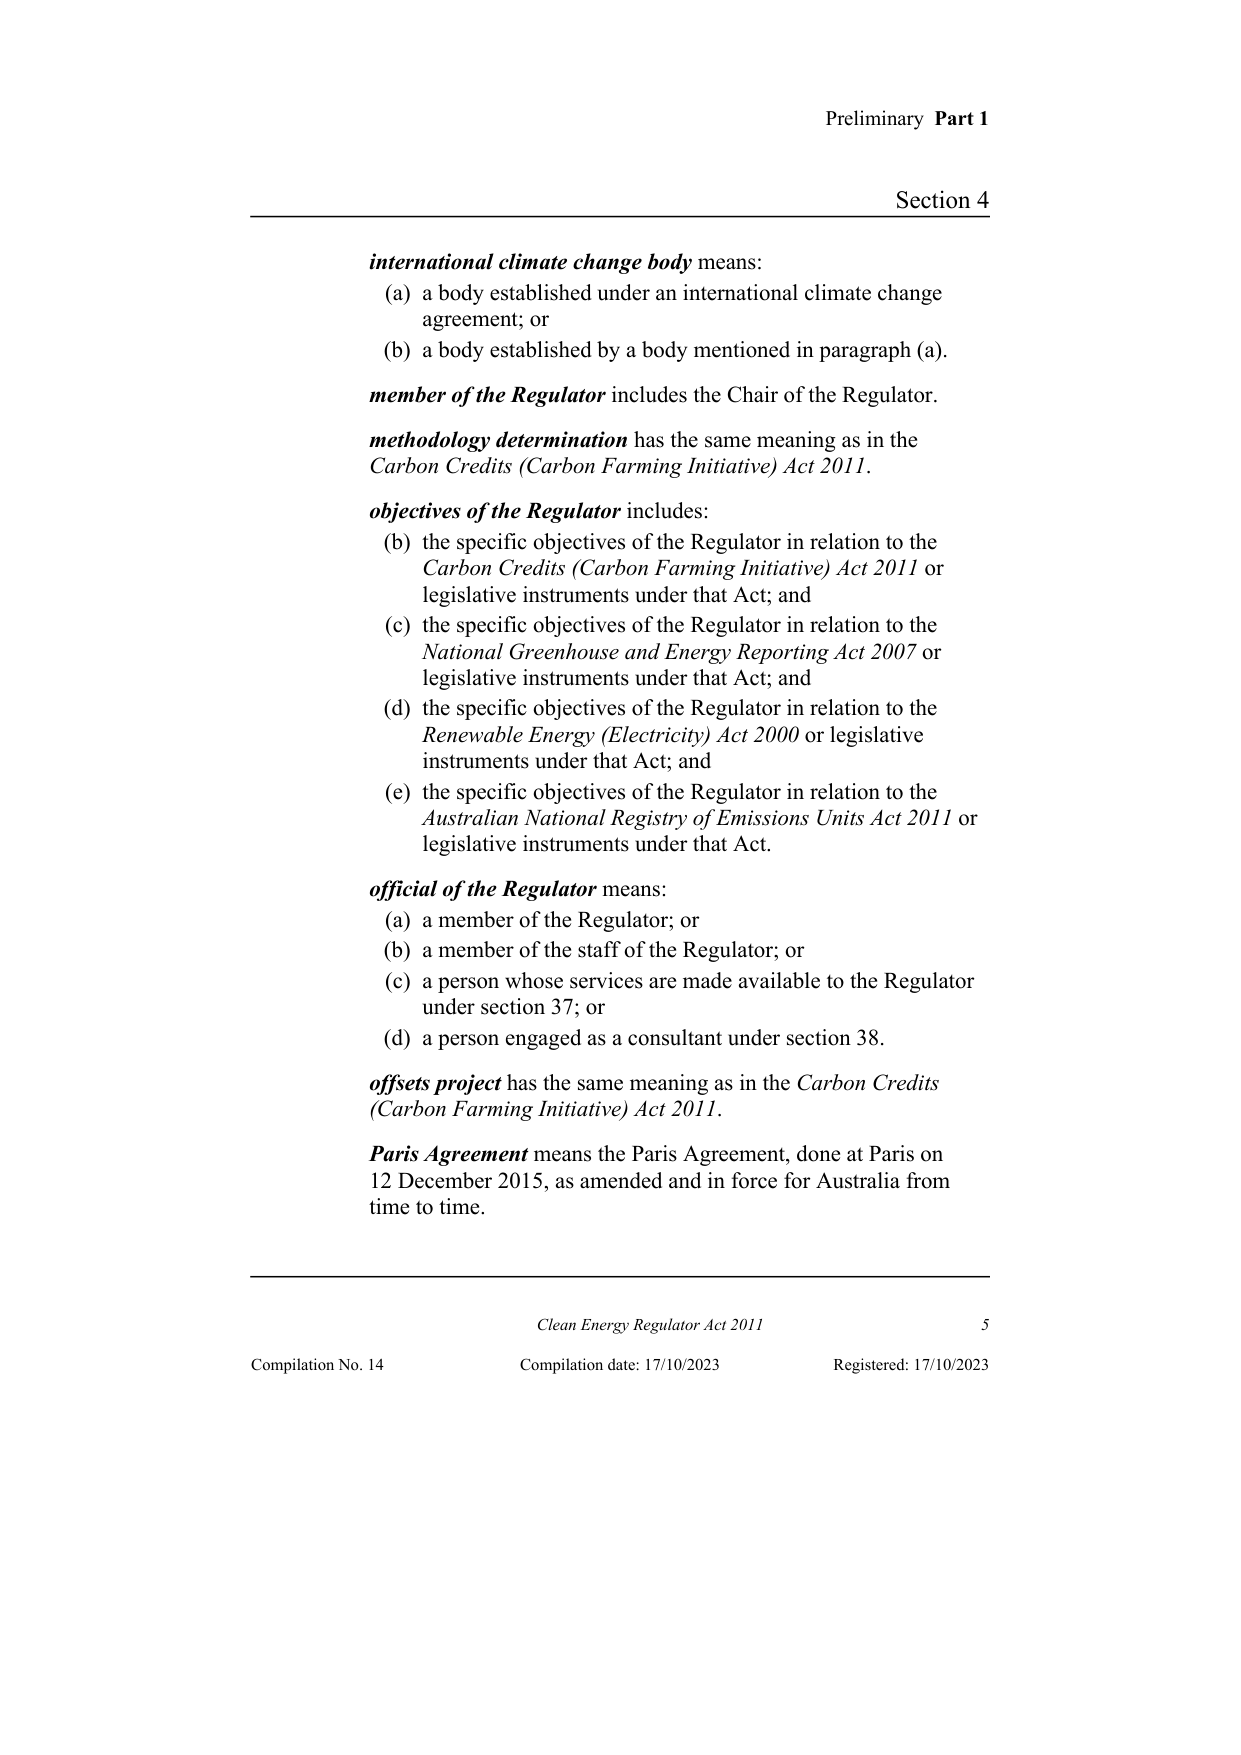 Preliminary  Part 1
Section 4
international climate change body means:
(a) a body established under an international climate change
agreement; or
(b) a body established by a body mentioned in paragraph (a).
member of the Regulator includes the Chair of the Regulator.
methodology determination has the same meaning as in the
Carbon Credits (Carbon Farming Initiative) Act 2011.
objectives of the Regulator includes:
(b) the specific objectives of the Regulator in relation to the
Carbon Credits (Carbon Farming Initiative) Act 2011 or
legislative instruments under that Act; and
(c) the specific objectives of the Regulator in relation to the
National Greenhouse and Energy Reporting Act 2007 or
legislative instruments under that Act; and
(d) the specific objectives of the Regulator in relation to the
Renewable Energy (Electricity) Act 2000 or legislative
instruments under that Act; and
(e) the specific objectives of the Regulator in relation to the
Australian National Registry of Emissions Units Act 2011 or
legislative instruments under that Act.
official of the Regulator means:
(a) a member of the Regulator; or
(b) a member of the staff of the Regulator; or
(c) a person whose services are made available to the Regulator
under section 37; or
(d) a person engaged as a consultant under section 38.
offsets project has the same meaning as in the Carbon Credits
(Carbon Farming Initiative) Act 2011.
Paris Agreement means the Paris Agreement, done at Paris on
12 December 2015, as amended and in force for Australia from
time to time.
Clean Energy Regulator Act 2011 5
Compilation No. 14 Compilation date: 17/10/2023 Registered: 17/10/2023